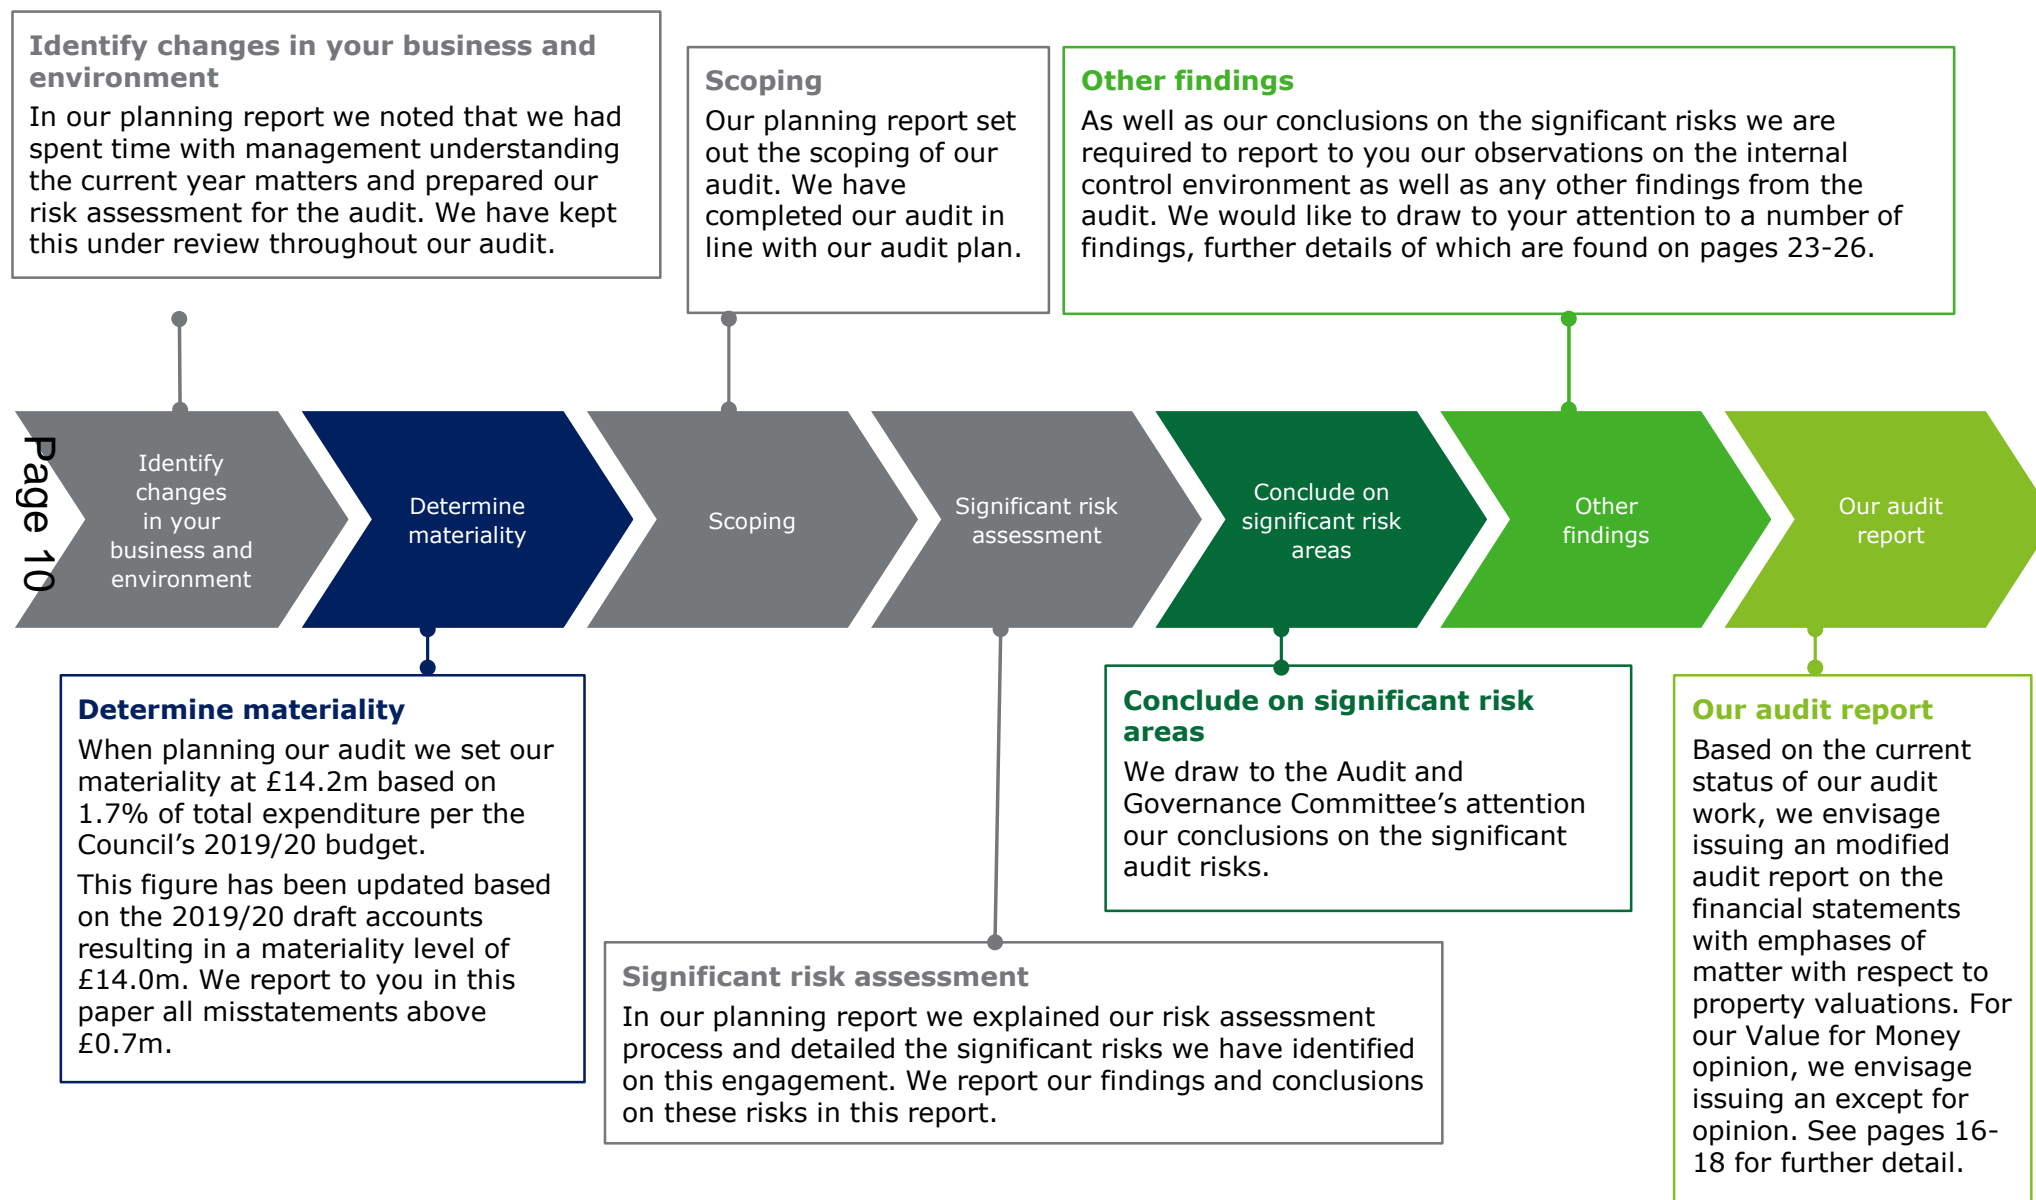 Identify changes in your business and
environment
In our planning report we noted that we had
spent time with management understanding
the current year matters and prepared our
risk assessment for the audit. We have kept
this under review throughout our audit.
Scoping
Our planning report set
out the scoping of our
audit. We have
completed our audit in
line with our audit plan.
Other findings
As well as our conclusions on the significant risks we are
required to report to you our observations on the internal
control environment as well as any other findings from the
audit. We would like to draw to your attention to a number of
findings, further details of which are found on pages 23-26.
Page 10
Identify
changes
in your
business and
environment
Determine
materiality
Scoping
Significant risk
assessment
Conclude on
significant risk
areas
Other
findings
Our audit
report
Determine materiality
When planning our audit we set our
materiality at £14.2m based on
1.7% of total expenditure per the
Council’s 2019/20 budget.
This figure has been updated based
on the 2019/20 draft accounts
resulting in a materiality level of
£14.0m. We report to you in this
paper all misstatements above
£0.7m.
Significant risk assessment
In our planning report we explained our risk assessment
process and detailed the significant risks we have identified
on this engagement. We report our findings and conclusions
on these risks in this report.
Conclude on significant risk
areas
We draw to the Audit and
Governance Committee’s attention
our conclusions on the significant
audit risks.
Our audit report
Based on the current
status of our audit
work, we envisage
issuing an modified
audit report on the
financial statements
with emphases of
matter with respect to
property valuations. For
our Value for Money
opinion, we envisage
issuing an except for
opinion. See pages 16-
18 for further detail.